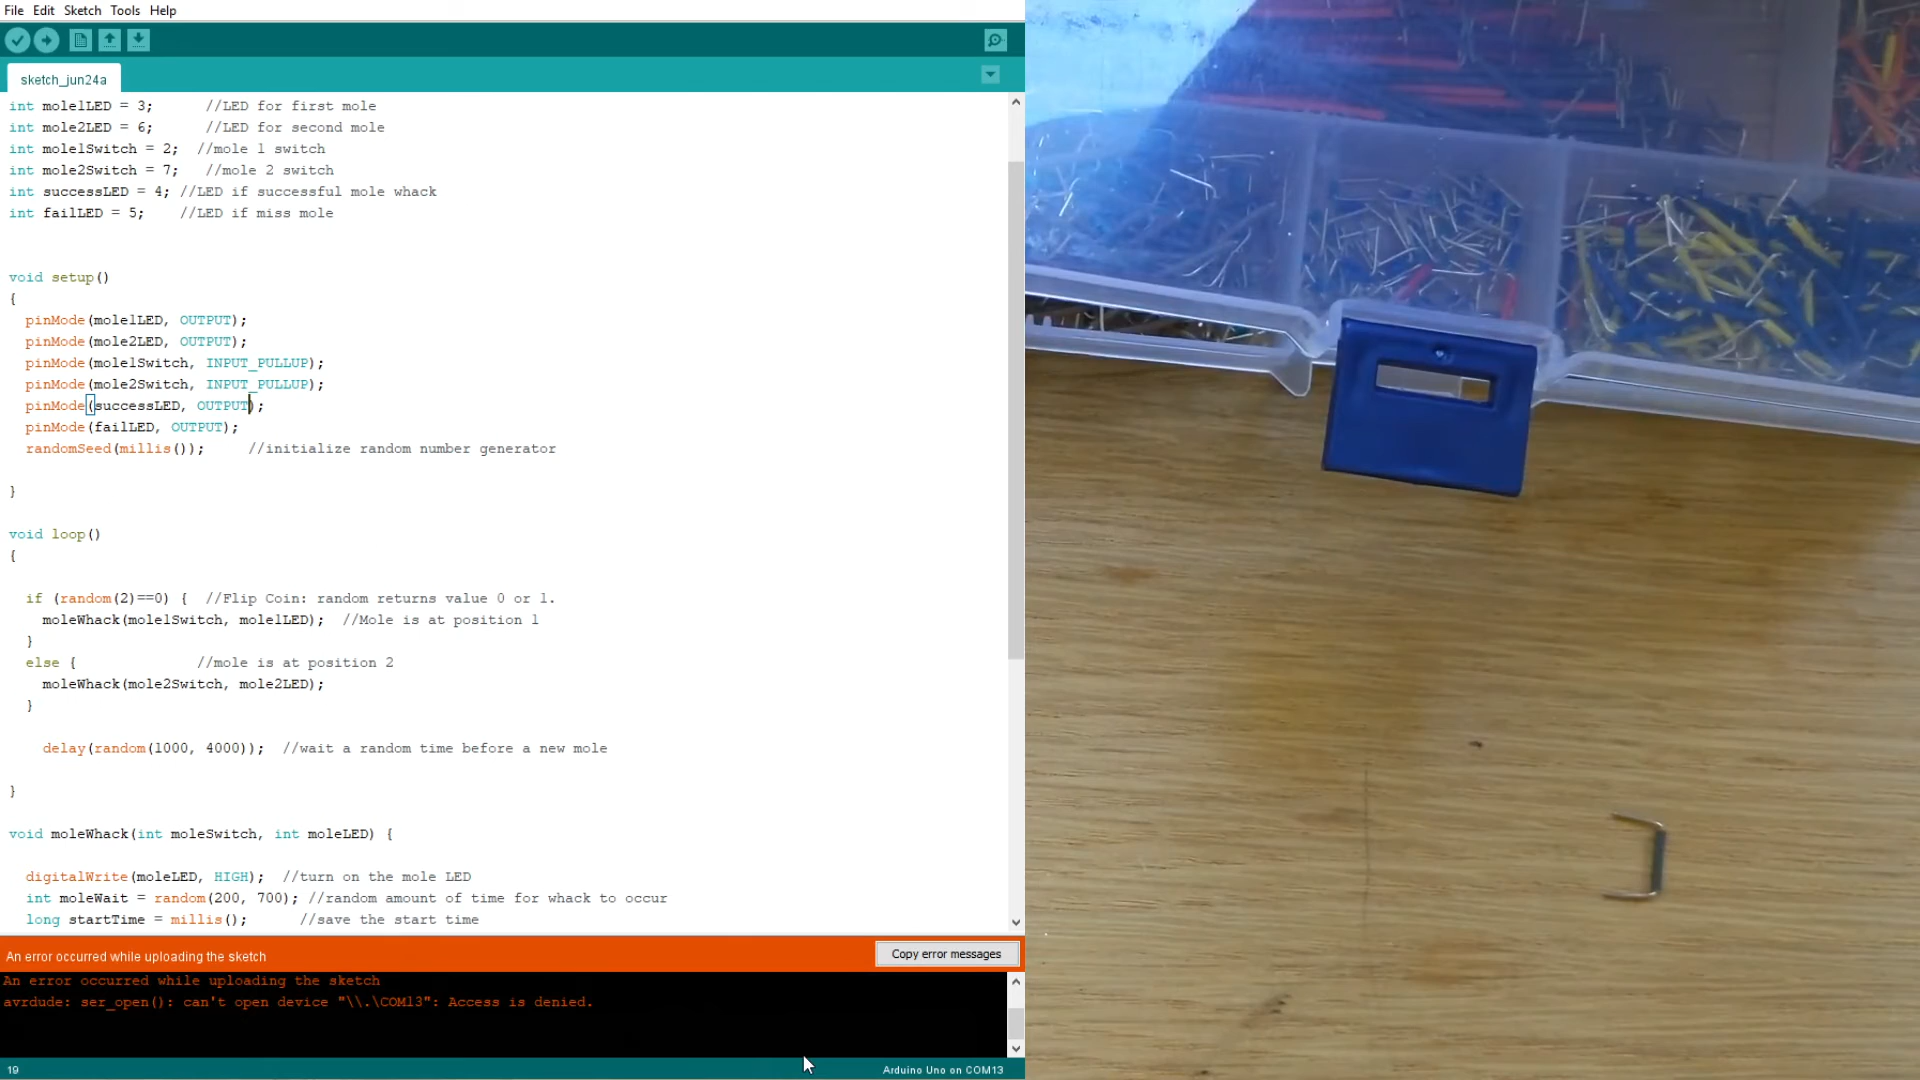 File Edit Sketch Tools Help
sketch_jun24a
int mole1LED = 3; //LED for first mole
int mole2LED = 6; //LED for second mole
int mole1Switch = 2; //mole 1 switch
int mole2Switch = 7; //mole 2 switch
int successLED = 4; //LED if successful mole whack
int failLED = 5; //LED if miss mole
void setup()
{
pinMode(mole1LED, OUTPUT);
pinMode(mole2LED, OUTPUT);
pinMode(mole1Switch, INPUT_PULLUP);
pinMode(mole2Switch, INPUT_PULLUP);
pinMode(successLED, OUTPUT);
pinMode(failLED, OUTPUT);
randomSeed(millis()); //initialize random number generator
}
void loop()
{
if (random(2)==0) { //Flip Coin: random returns value 0 or 1.
moleWhack(mole1Switch, mole1LED); //Mole is at position 1
}
else { //mole is at position 2
moleWhack(mole2Switch, mole2LED);
}
delay(random(1000, 4000)); //wait a random time before a new mole
}
void moleWhack(int moleSwitch, int moleLED) {
digitalWrite(moleLED, HIGH); //turn on the mole LED
int moleWait = random(200, 700); //random amount of time for whack to occur
long startTime = millis(); //save the start time
An error occurred while uploading the sketch
Copy error messages
An error occurred while uploading the sketch
avrdude: ser_open(): can't open device "\\.\COM13": Access is denied.
19
Arduino Uno on COM13